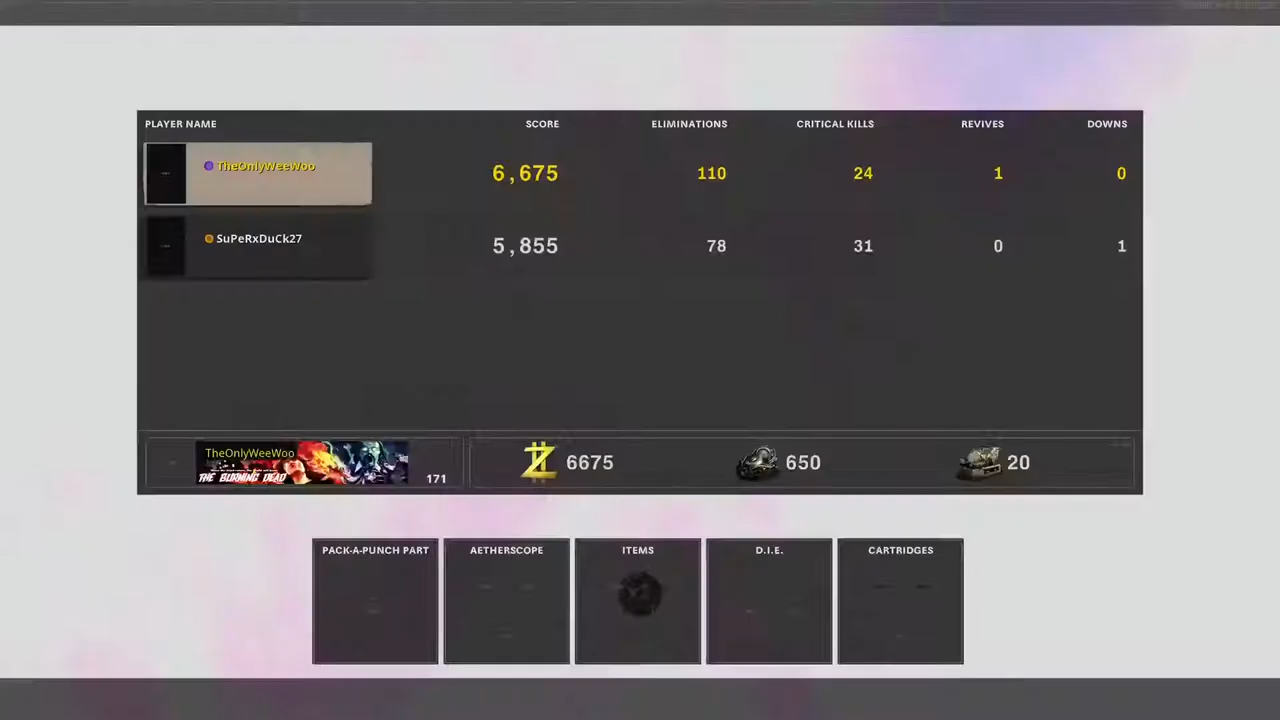 PLAYER NAME SCORE ELIMINATIONS CRITICAL KILLS REVIVES DOWNS
TheOnlyWeeWoo 6,675 110 24 1 0
SuPeRxDuCk27 5,855 78 31 0 1
TheOnlyWeeWoo
THE BURNING DEAD
171 6675 650 20
PACK-A-PUNCH PART AETHERSCOPE ITEMS D.I.E. CARTRIDGES